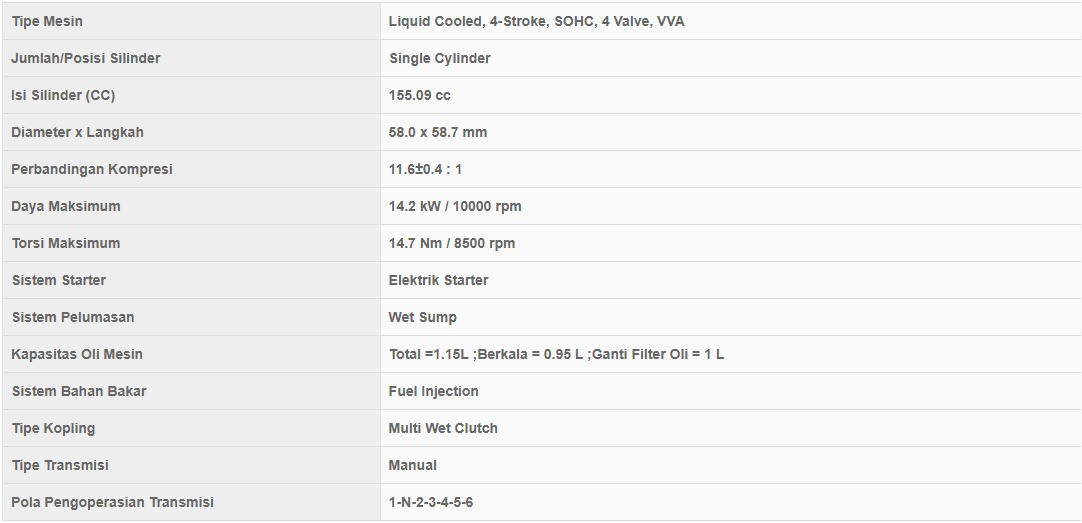 Tipe Mesin Liquid Cooled, 4-Stroke, SOHC, 4 Valve, VVA
Jumlah/Posisi Silinder Single Cylinder
Isi Silinder (CC) 155.09 cc
Diameter x Langkah 58.0 x 58.7 mm
Perbandingan Kompresi 11.6±0.4 : 1
Daya Maksimum 14.2 kW / 10000 rpm
Torsi Maksimum 14.7 Nm / 8500 rpm
Sistem Starter Elektrik Starter
Sistem Pelumasan Wet Sump
Kapasitas Oli Mesin Total =1.15L ;Berkala = 0.95 L ;Ganti Filter Oli = 1 L
Sistem Bahan Bakar Fuel Injection
Tipe Kopling Multi Wet Clutch
Tipe Transmisi Manual
Pola Pengoperasian Transmisi 1-N-2-3-4-5-6